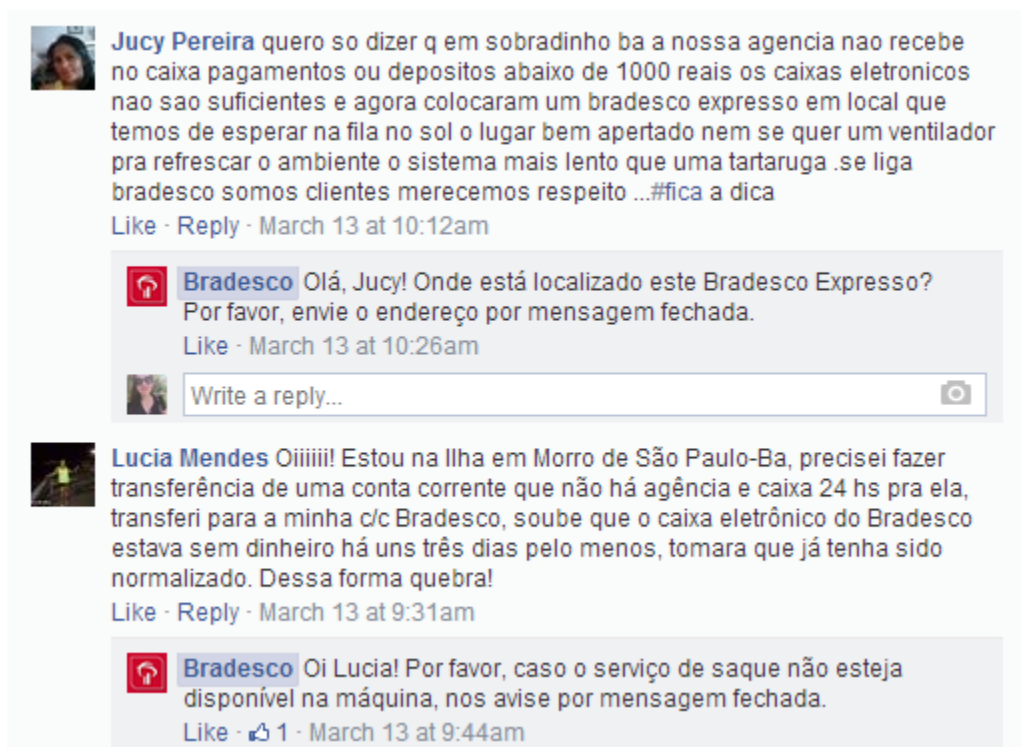 Jucy Pereira quero so dizer q em sobradinho ba a nossa agencia nao recebe
no caixa pagamentos ou depositos abaixo de 1000 reais os caixas eletronicos
nao sao suficientes e agora colocaram um bradesco expresso em local que
temos de esperar na fila no sol o lugar bem apertado nem se quer um ventilador
pra refrescar o ambiente o sistema mais lento que uma tartaruga .se liga
bradesco somos clientes merecemos respeito ...#fica a dica
Like · Reply · March 13 at 10:12am
Bradesco Olá, Jucy! Onde está localizado este Bradesco Expresso?
Por favor, envie o endereço por mensagem fechada.
Like · March 13 at 10:26am
Write a reply...
Lucia Mendes Oiiiiii! Estou na Ilha em Morro de São Paulo-Ba, precisei fazer
transferência de uma conta corrente que não há agência e caixa 24 hs pra ela,
transferi para a minha c/c Bradesco, soube que o caixa eletrônico do Bradesco
estava sem dinheiro há uns três dias pelo menos, tomara que já tenha sido
normalizado. Dessa forma quebra!
Like · Reply · March 13 at 9:31am
Bradesco Oi Lucia! Por favor, caso o serviço de saque não esteja
disponível na máquina, nos avise por mensagem fechada.
Like · 1 · March 13 at 9:44am